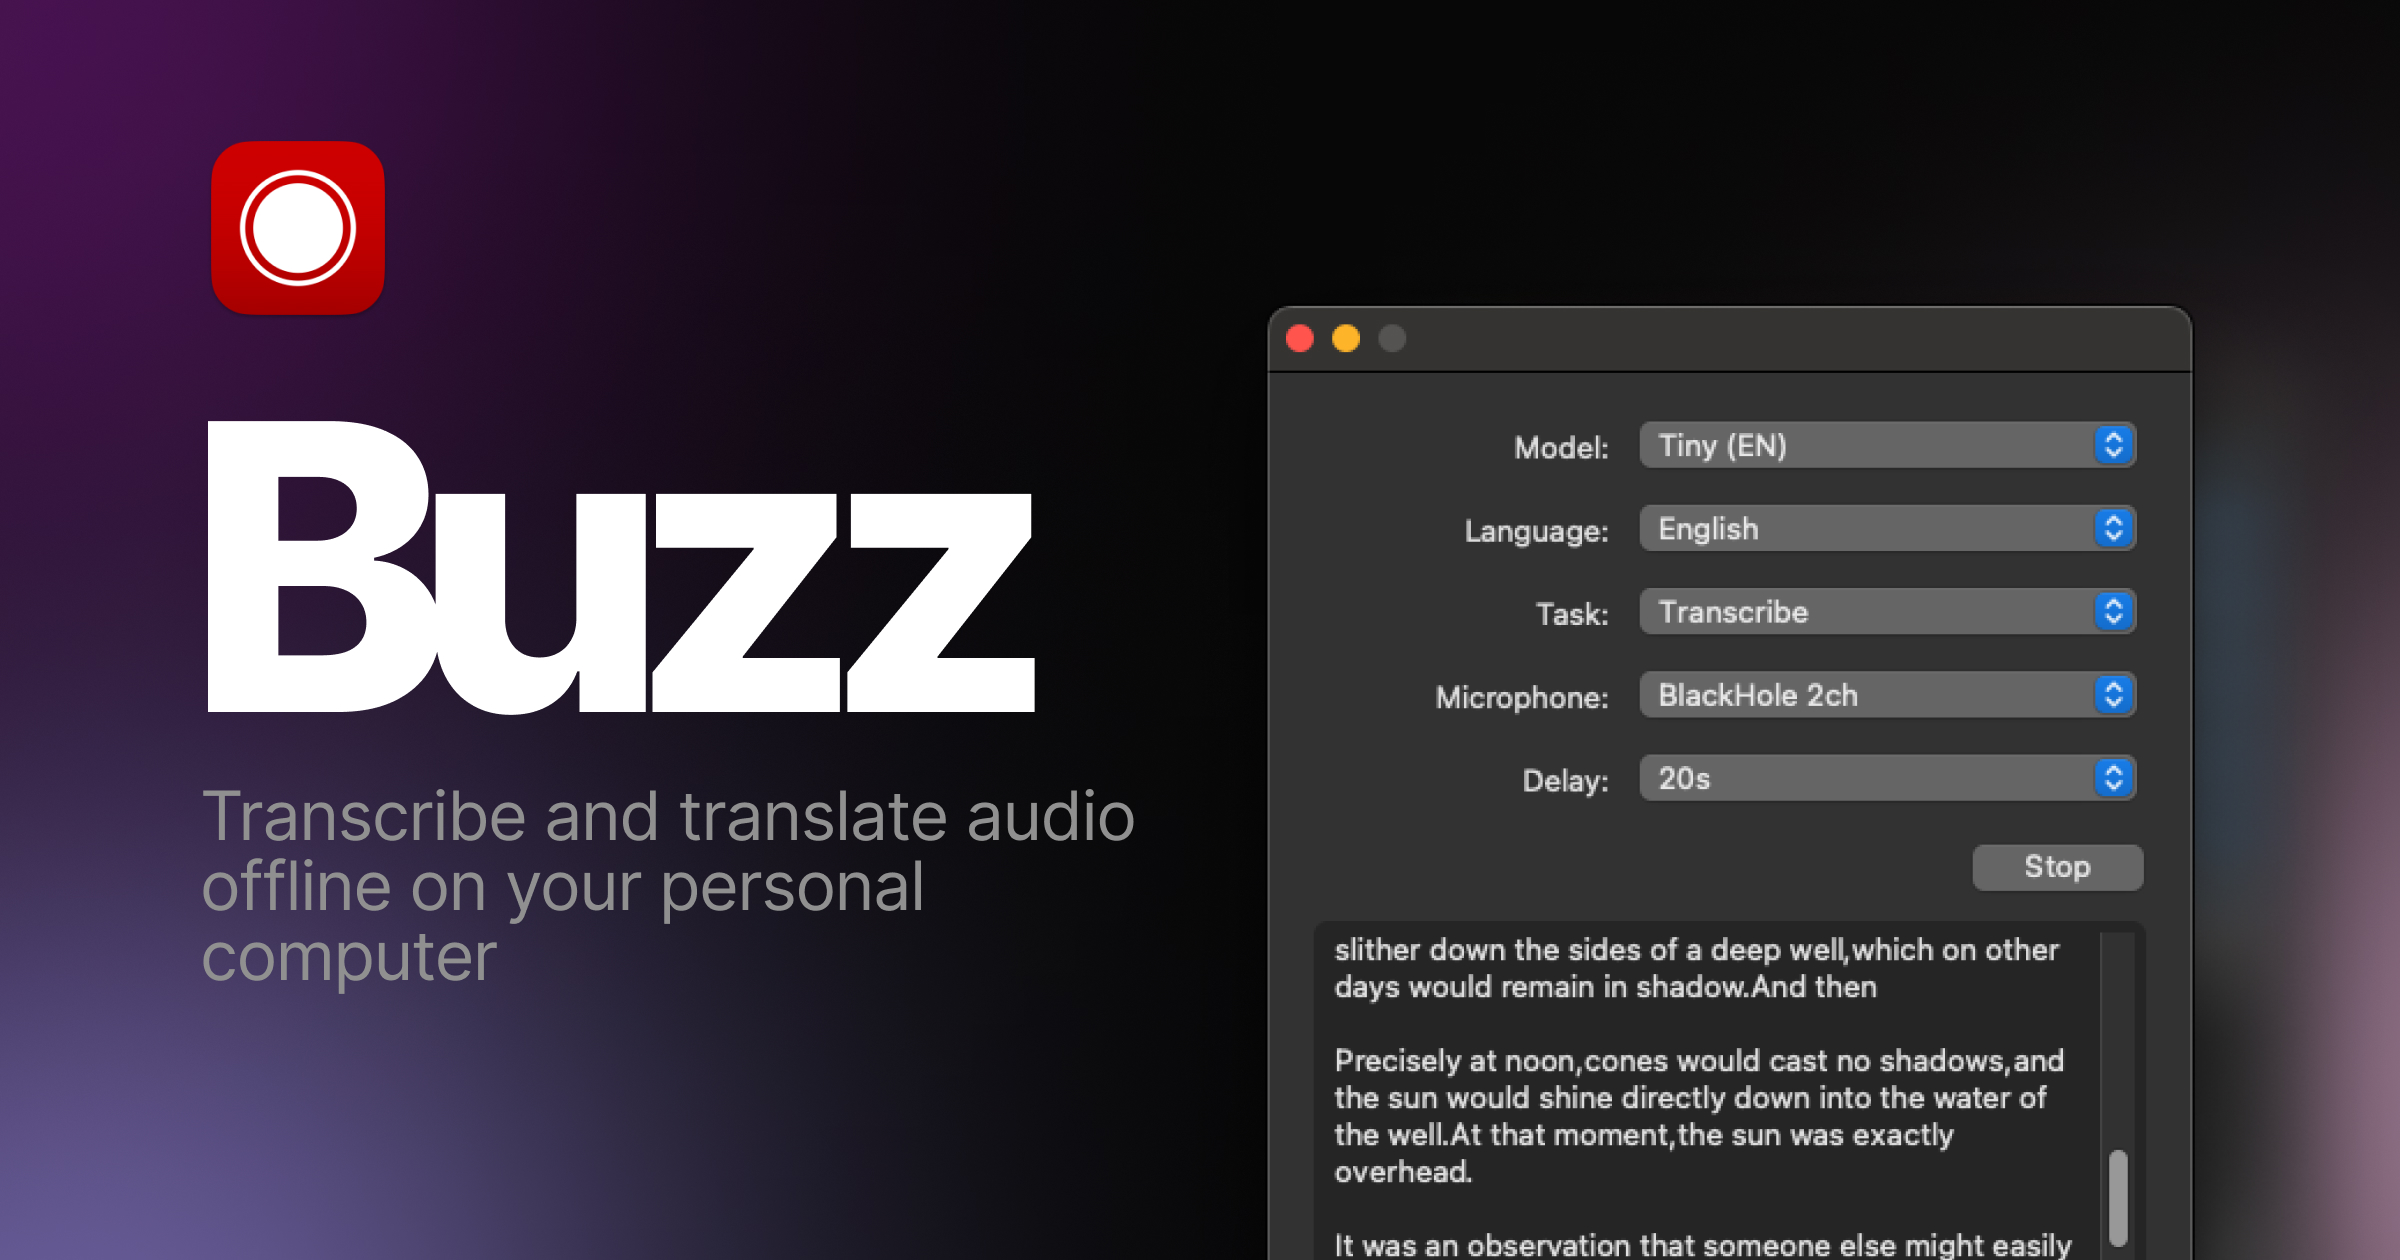 Buzz
Transcribe and translate audio
offline on your personal
computer
Model: Tiny (EN)
Language: English
Task: Transcribe
Microphone: BlackHole 2ch
Delay: 20s
Stop
slither down the sides of a deep well,which on other
days would remain in shadow.And then
Precisely at noon,cones would cast no shadows,and
the sun would shine directly down into the water of
the well.At that moment,the sun was exactly
overhead.
It was an observation that someone else might easily